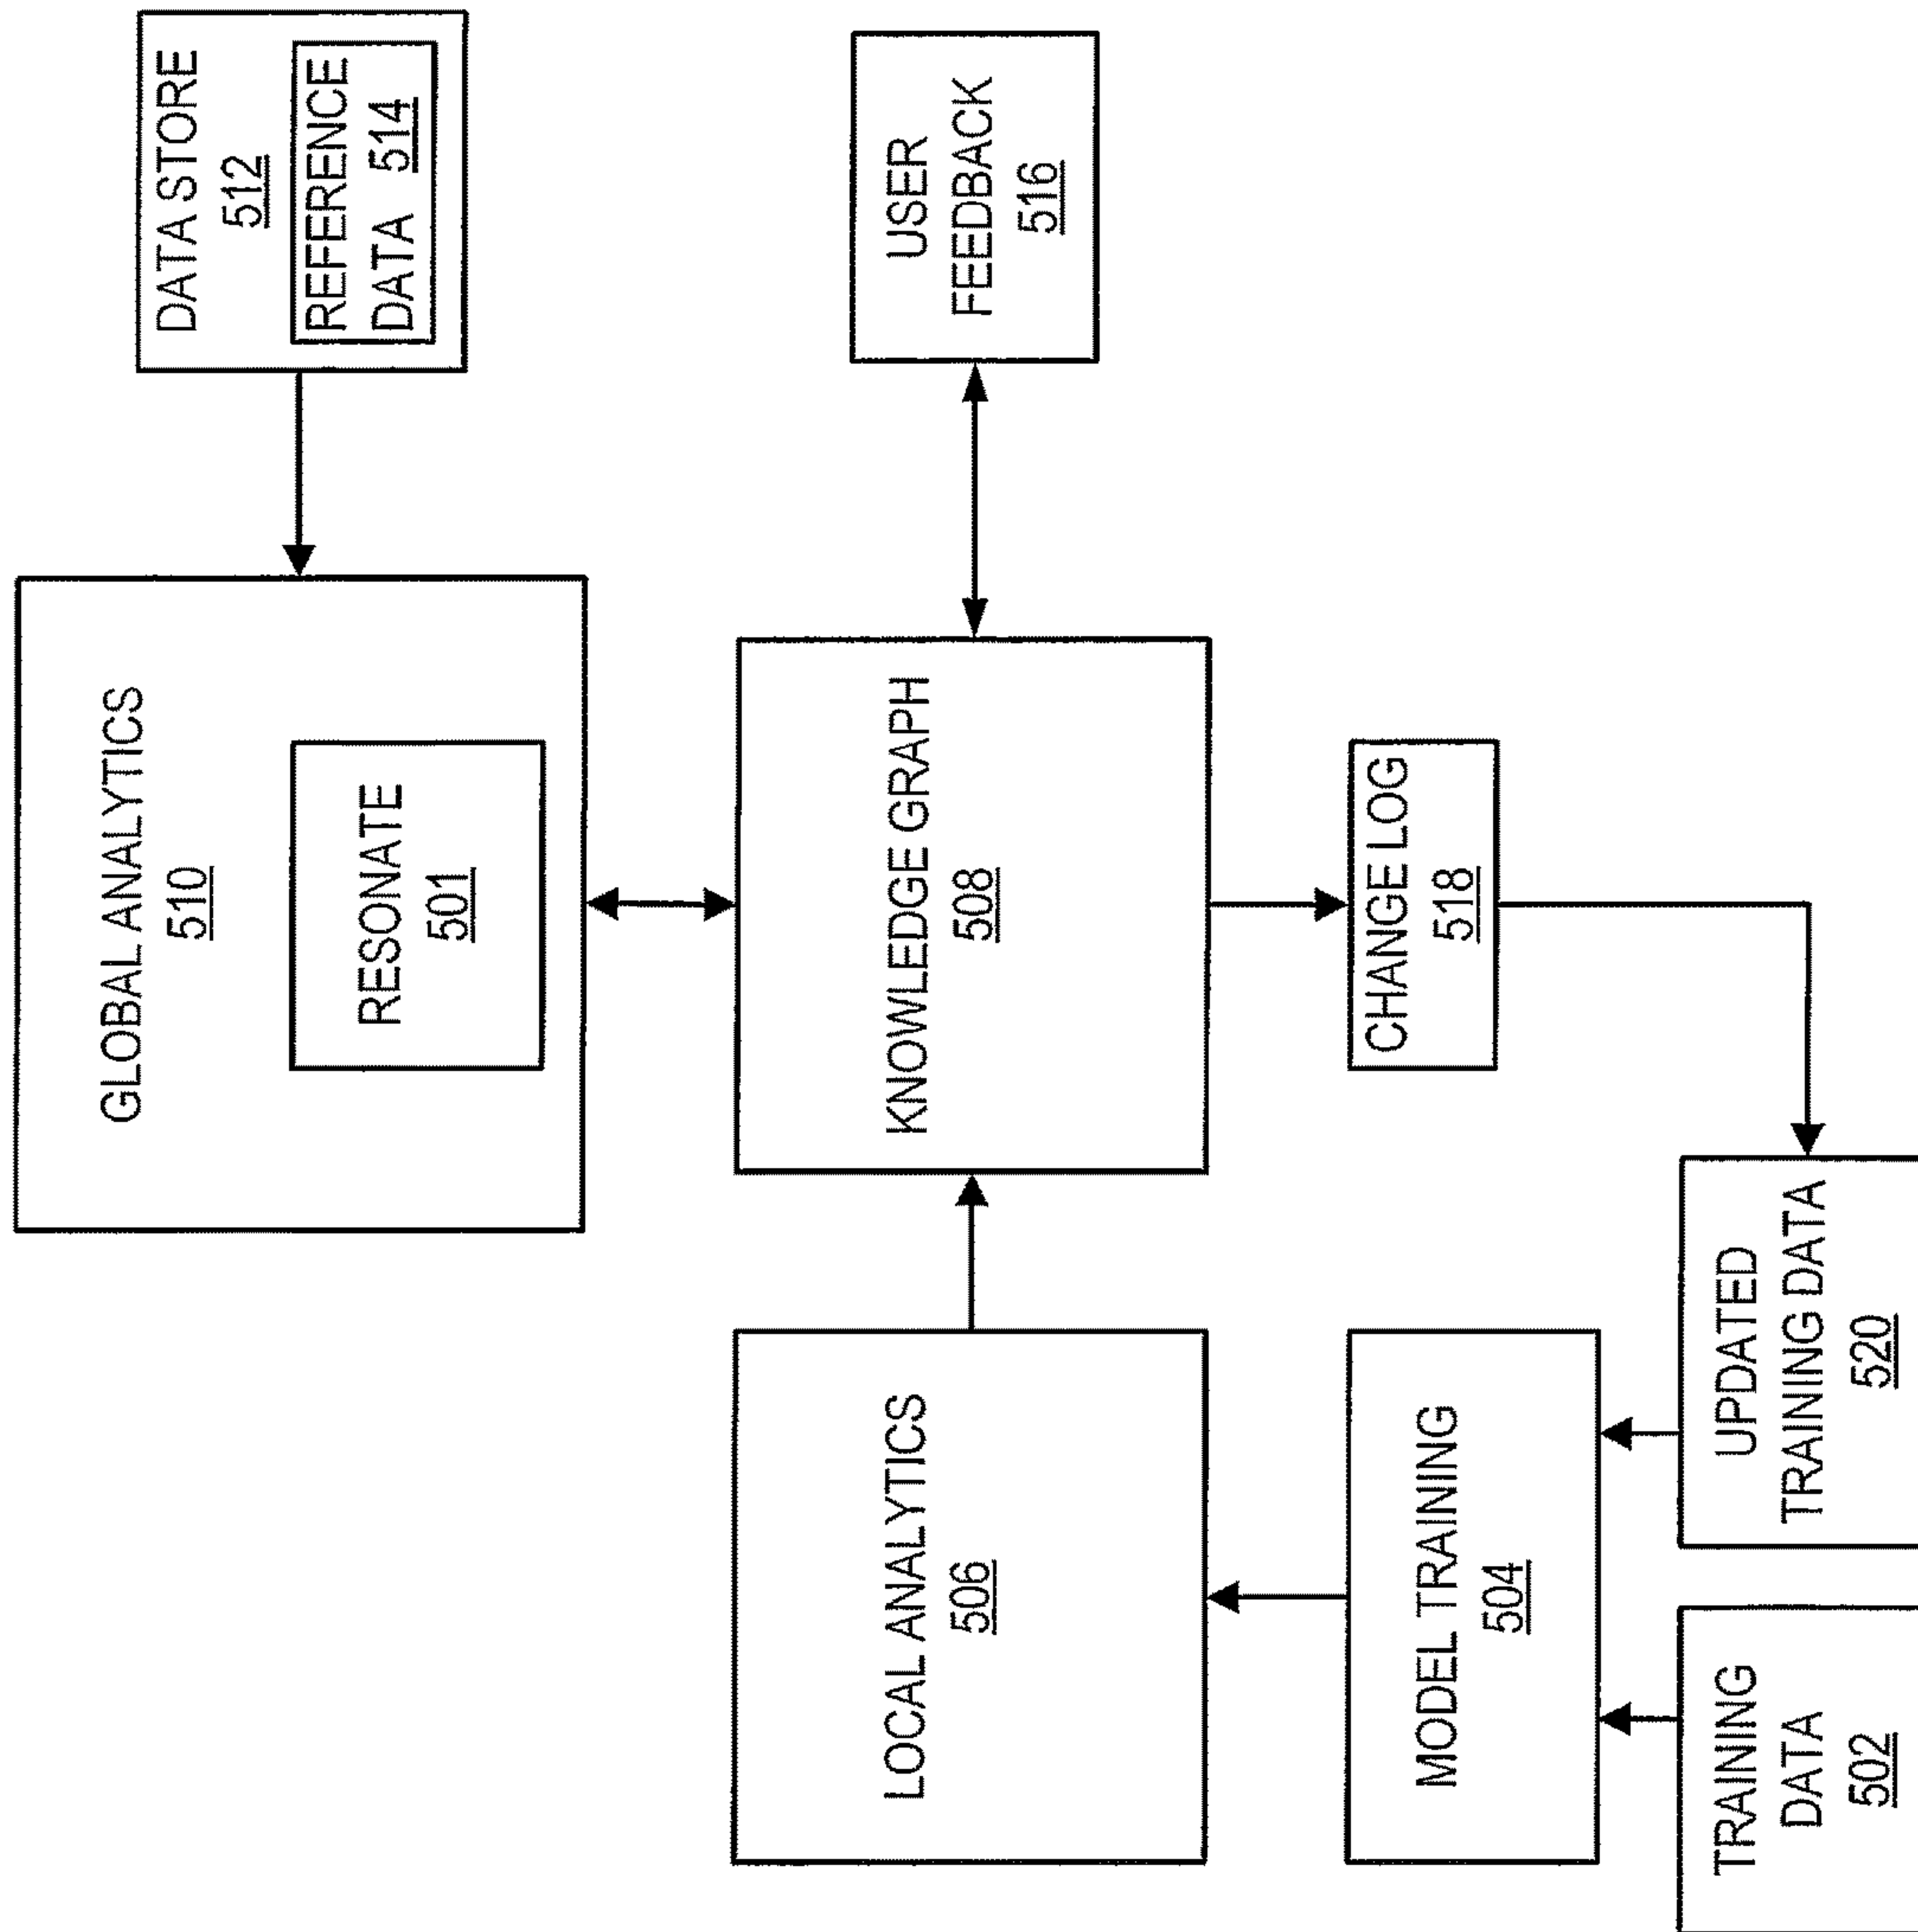 DATA STORE
512
REFERENCE
DATA 514
GLOBAL ANALYTICS
510
RESONATE
501
USER
FEEDBACK
516
KNOWLEDGE GRAPH
508
CHANGE LOG
518
LOCAL ANALYTICS
506
MODEL TRAINING
504
UPDATED
TRAINING DATA
520
TRAINING
DATA
502